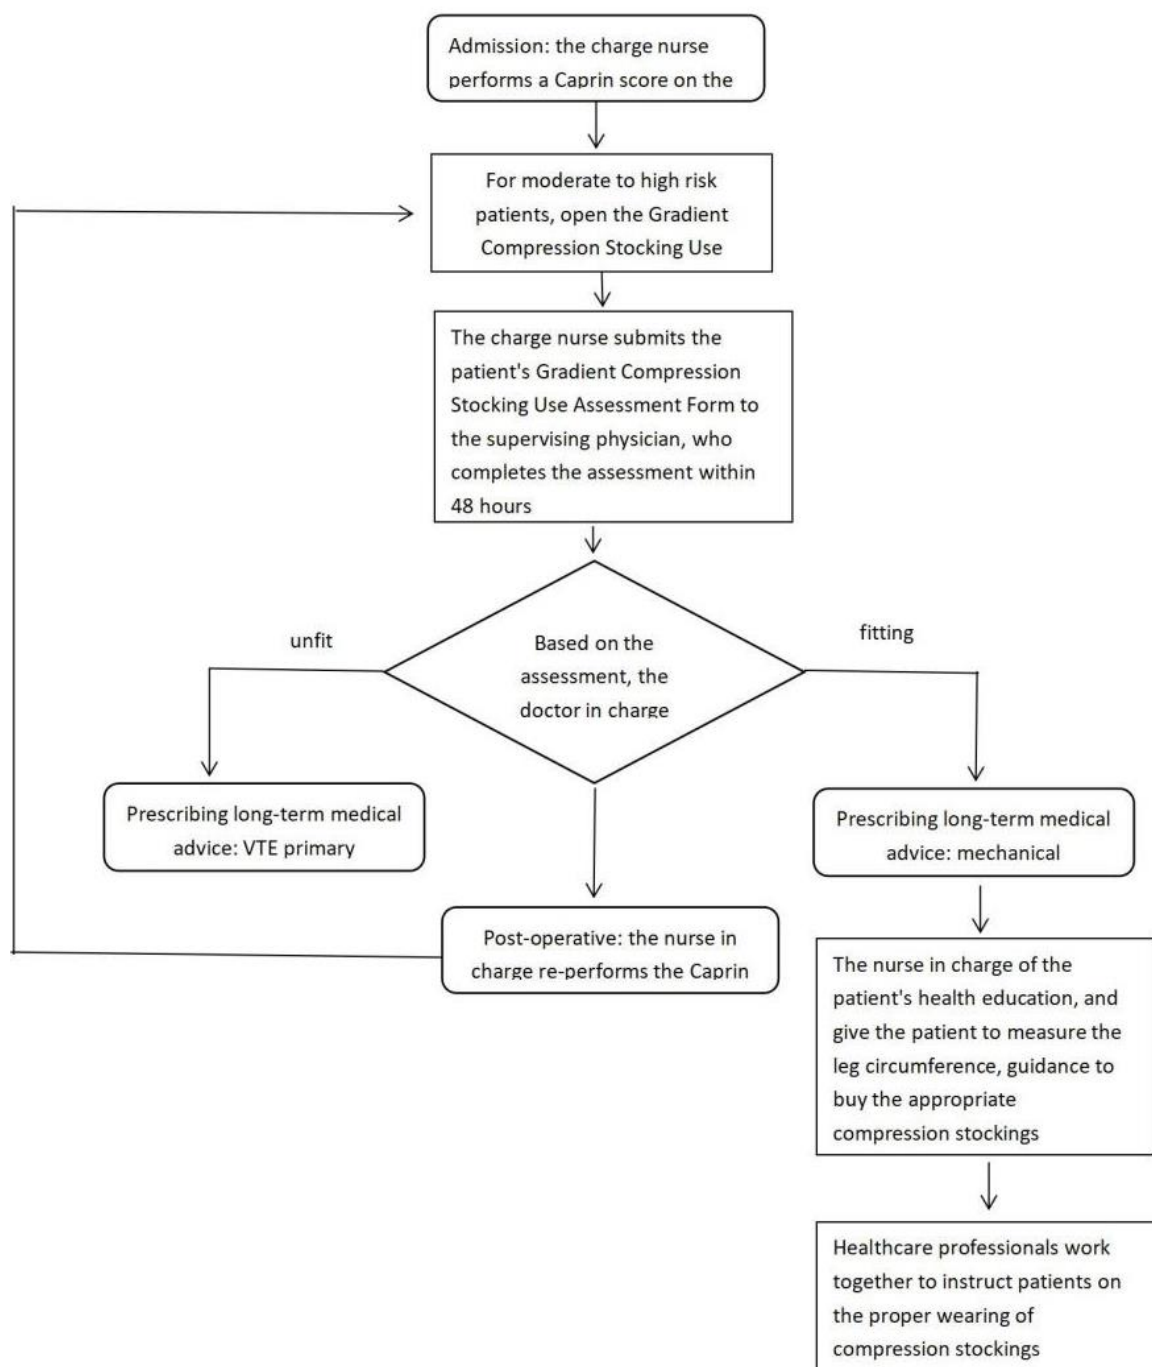 Admission: the charge nurse
performs a Caprin score on the
For moderate to high risk
patients, open the Gradient
Compression Stocking Use
The charge nurse submits the
patient's Gradient Compression
Stocking Use Assessment Form to
the supervising physician, who
completes the assessment within
48 hours
unfit
Based on the
assessment, the
doctor in charge
fitting
Prescribing long-term medical
advice: VTE primary
Prescribing long-term medical
advice: mechanical
Post-operative: the nurse in
charge re-performs the Caprin
The nurse in charge of the
patient's health education, and
give the patient to measure the
leg circumference, guidance to
buy the appropriate
compression stockings
Healthcare professionals work
together to instruct patients on
the proper wearing of
compression stockings